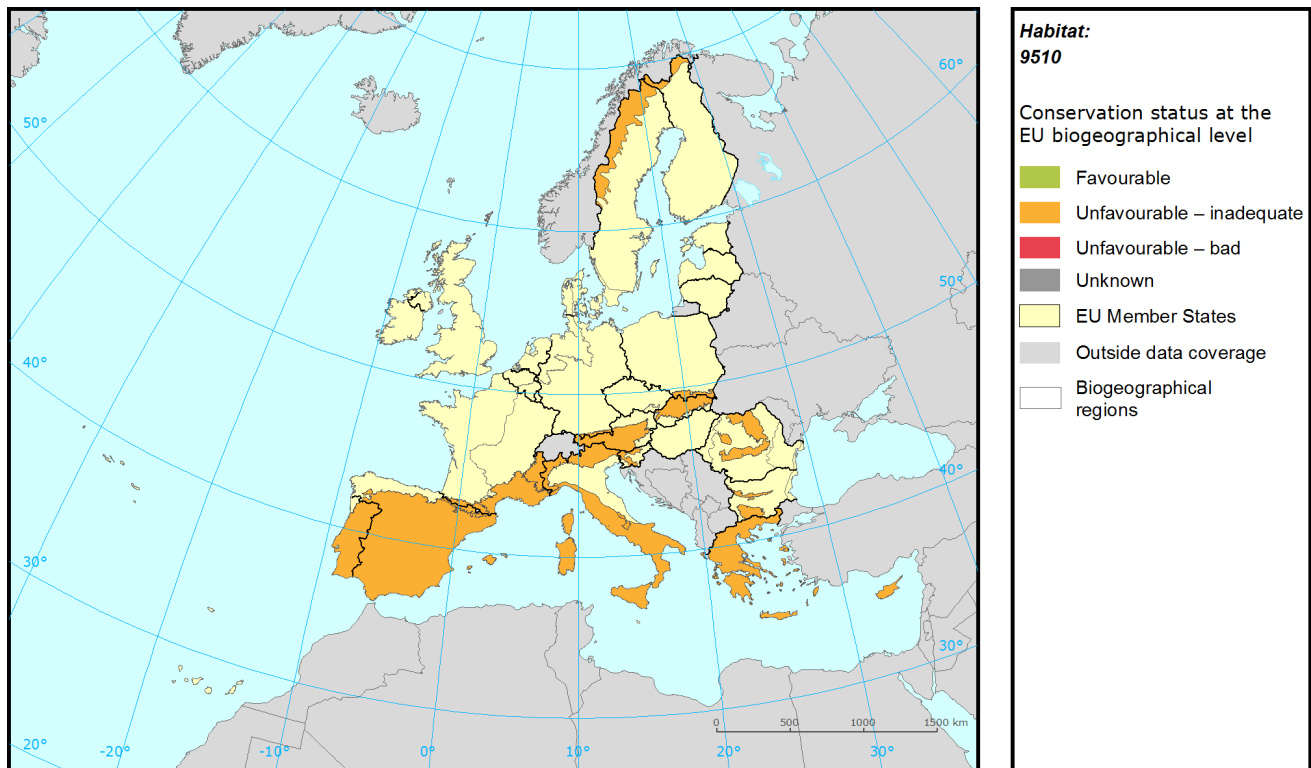 Habitat:
9510
Conservation status at the
EU biogeographical level
Favourable
Unfavourable – inadequate
Unfavourable – bad
Unknown
EU Member States
Outside data coverage
Biogeographical
regions
60°
50°
50°
40°
40°
30°
30°
0 500 1000 1500 km
20° -20° -10° 0° 10° 20° 30°